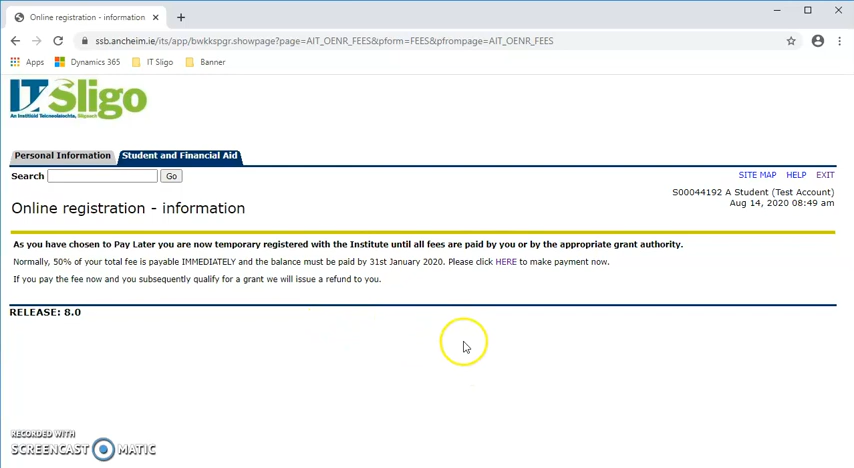 Online registration - information
ssb.ancheim.ie/its/app/bwkkspgr.showpage?page=AIT_OENR_FEES&pform=FEES&pfrompage=AIT_OENR_FEES
Apps Dynamics 365 IT Sligo Banner
IT Sligo
An Institiúid Teicneolaíochta, Sligeach
Personal Information Student and Financial Aid
Search Go
SITE MAP HELP EXIT
S00044192 A Student (Test Account)
Aug 14, 2020 08:49 am
Online registration - information
As you have chosen to Pay Later you are now temporary registered with the Institute until all fees are paid by you or by the appropriate grant authority.
Normally, 50% of your total fee is payable IMMEDIATELY and the balance must be paid by 31st January 2020. Please click HERE to make payment now.
If you pay the fee now and you subsequently qualify for a grant we will issue a refund to you.
RELEASE: 8.0
RECORDED WITH
SCREENCAST MATIC